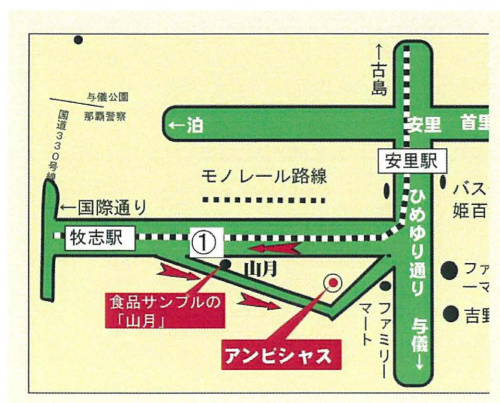 与儀公園
那覇警察
国道330号線
←古島
←泊
安里
首里
安里駅
モノレール路線
←国際通り
牧志駅
①
山月
食品サンプルの
「山月」
アンビシャス
ひめゆり通り
与儀→
ファミリー
マート
バス
姫百
ファ
ーマ
吉野